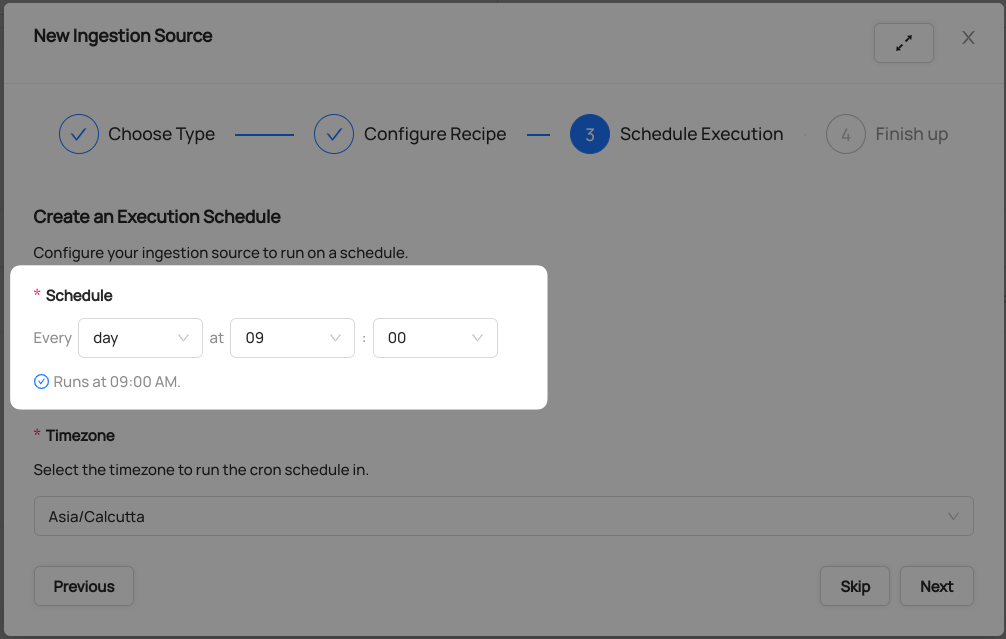 New Ingestion Source
Choose Type Configure Recipe 3 Schedule Execution 4 Finish up
Create an Execution Schedule
Configure your ingestion source to run on a schedule.
* Schedule
Every day at 09 : 00
Runs at 09:00 AM.
* Timezone
Select the timezone to run the cron schedule in.
Asia/Calcutta
Previous Skip Next